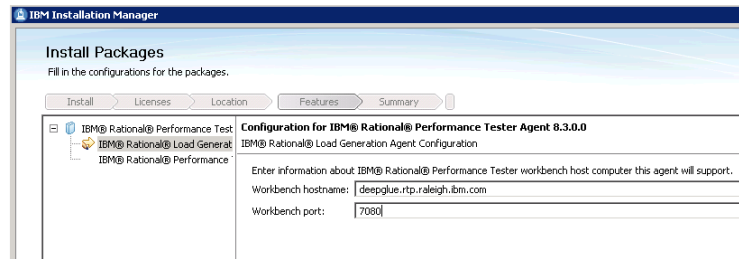 IBM Installation Manager
Install Packages
Fill in the configurations for the packages.
Install Licenses Location Features Summary
IBM® Rational® Performance Test
IBM® Rational® Load Generat
IBM® Rational® Performance
Configuration for IBM® Rational® Performance Tester Agent 8.3.0.0
IBM® Rational® Load Generation Agent Configuration
Enter information about IBM® Rational® Performance Tester workbench host computer this agent will support.
Workbench hostname: deepglue.rtp.raleigh.ibm.com
Workbench port: 7080